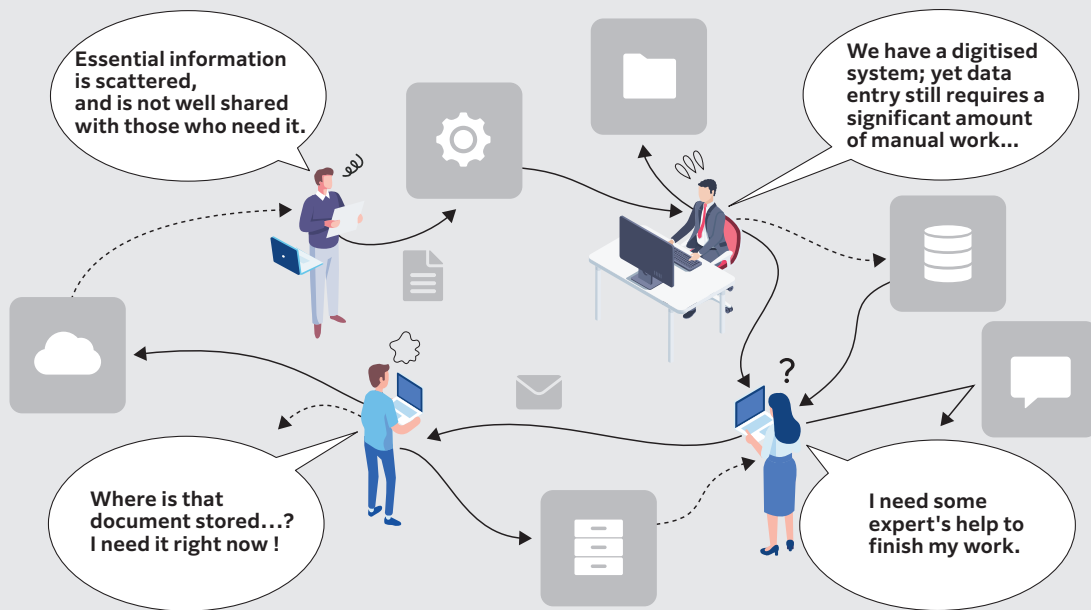 Essential information
is scattered,
and is not well shared
with those who need it.
We have a digitised
system; yet data
entry still requires a
significant amount
of manual work...
?
Where is that
document stored...?
I need it right now !
I need some
expert's help to
finish my work.